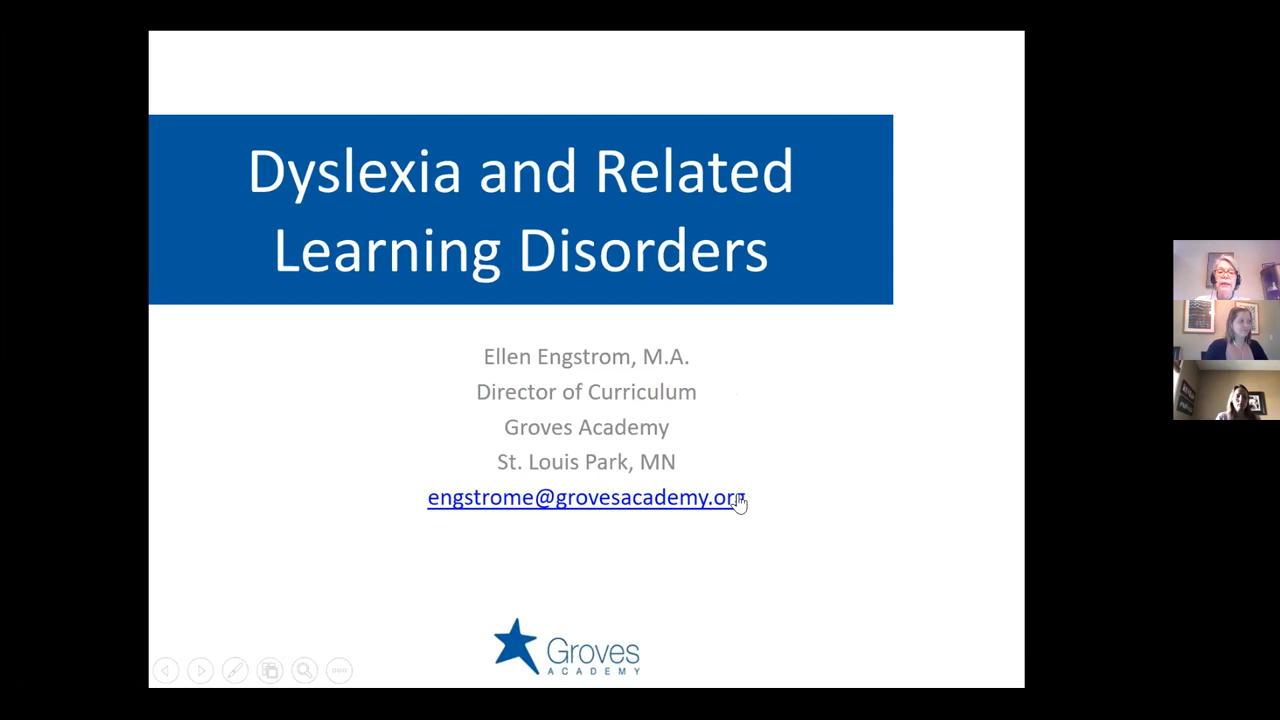 Dyslexia and Related
Learning Disorders
Ellen Engstrom, M.A.
Director of Curriculum
Groves Academy
St. Louis Park, MN
engstrome@grovesacademy.org
Groves
ACADEMY